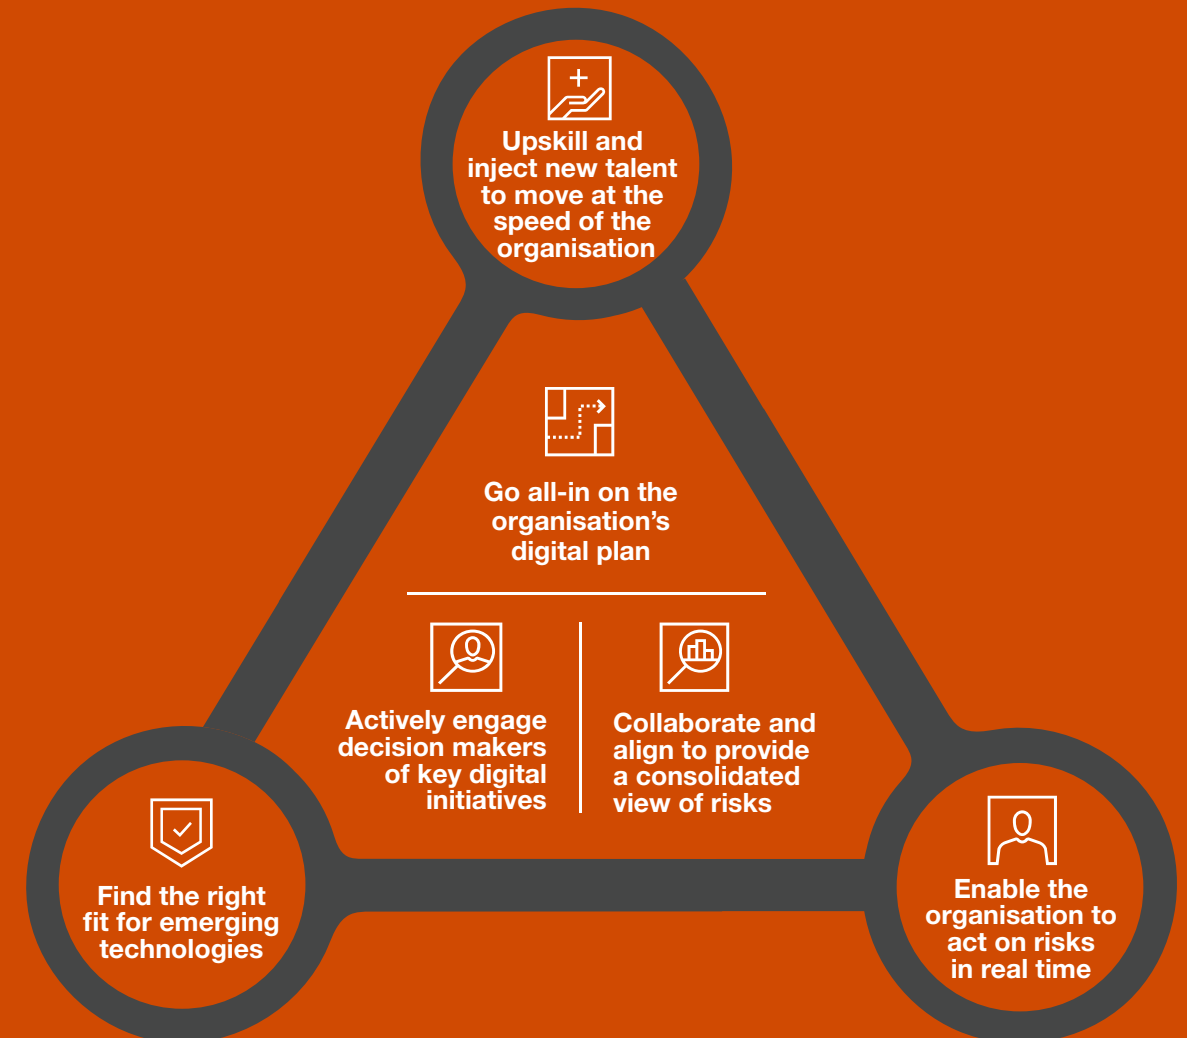 Upskill and
inject new talent
to move at the
speed of the
organisation
Go all-in on the
organisation’s
digital plan
Actively engage
decision makers
of key digital
initiatives
Collaborate and
align to provide
a consolidated
view of risks
Find the right
fit for emerging
technologies
Enable the
organisation to
act on risks
in real time